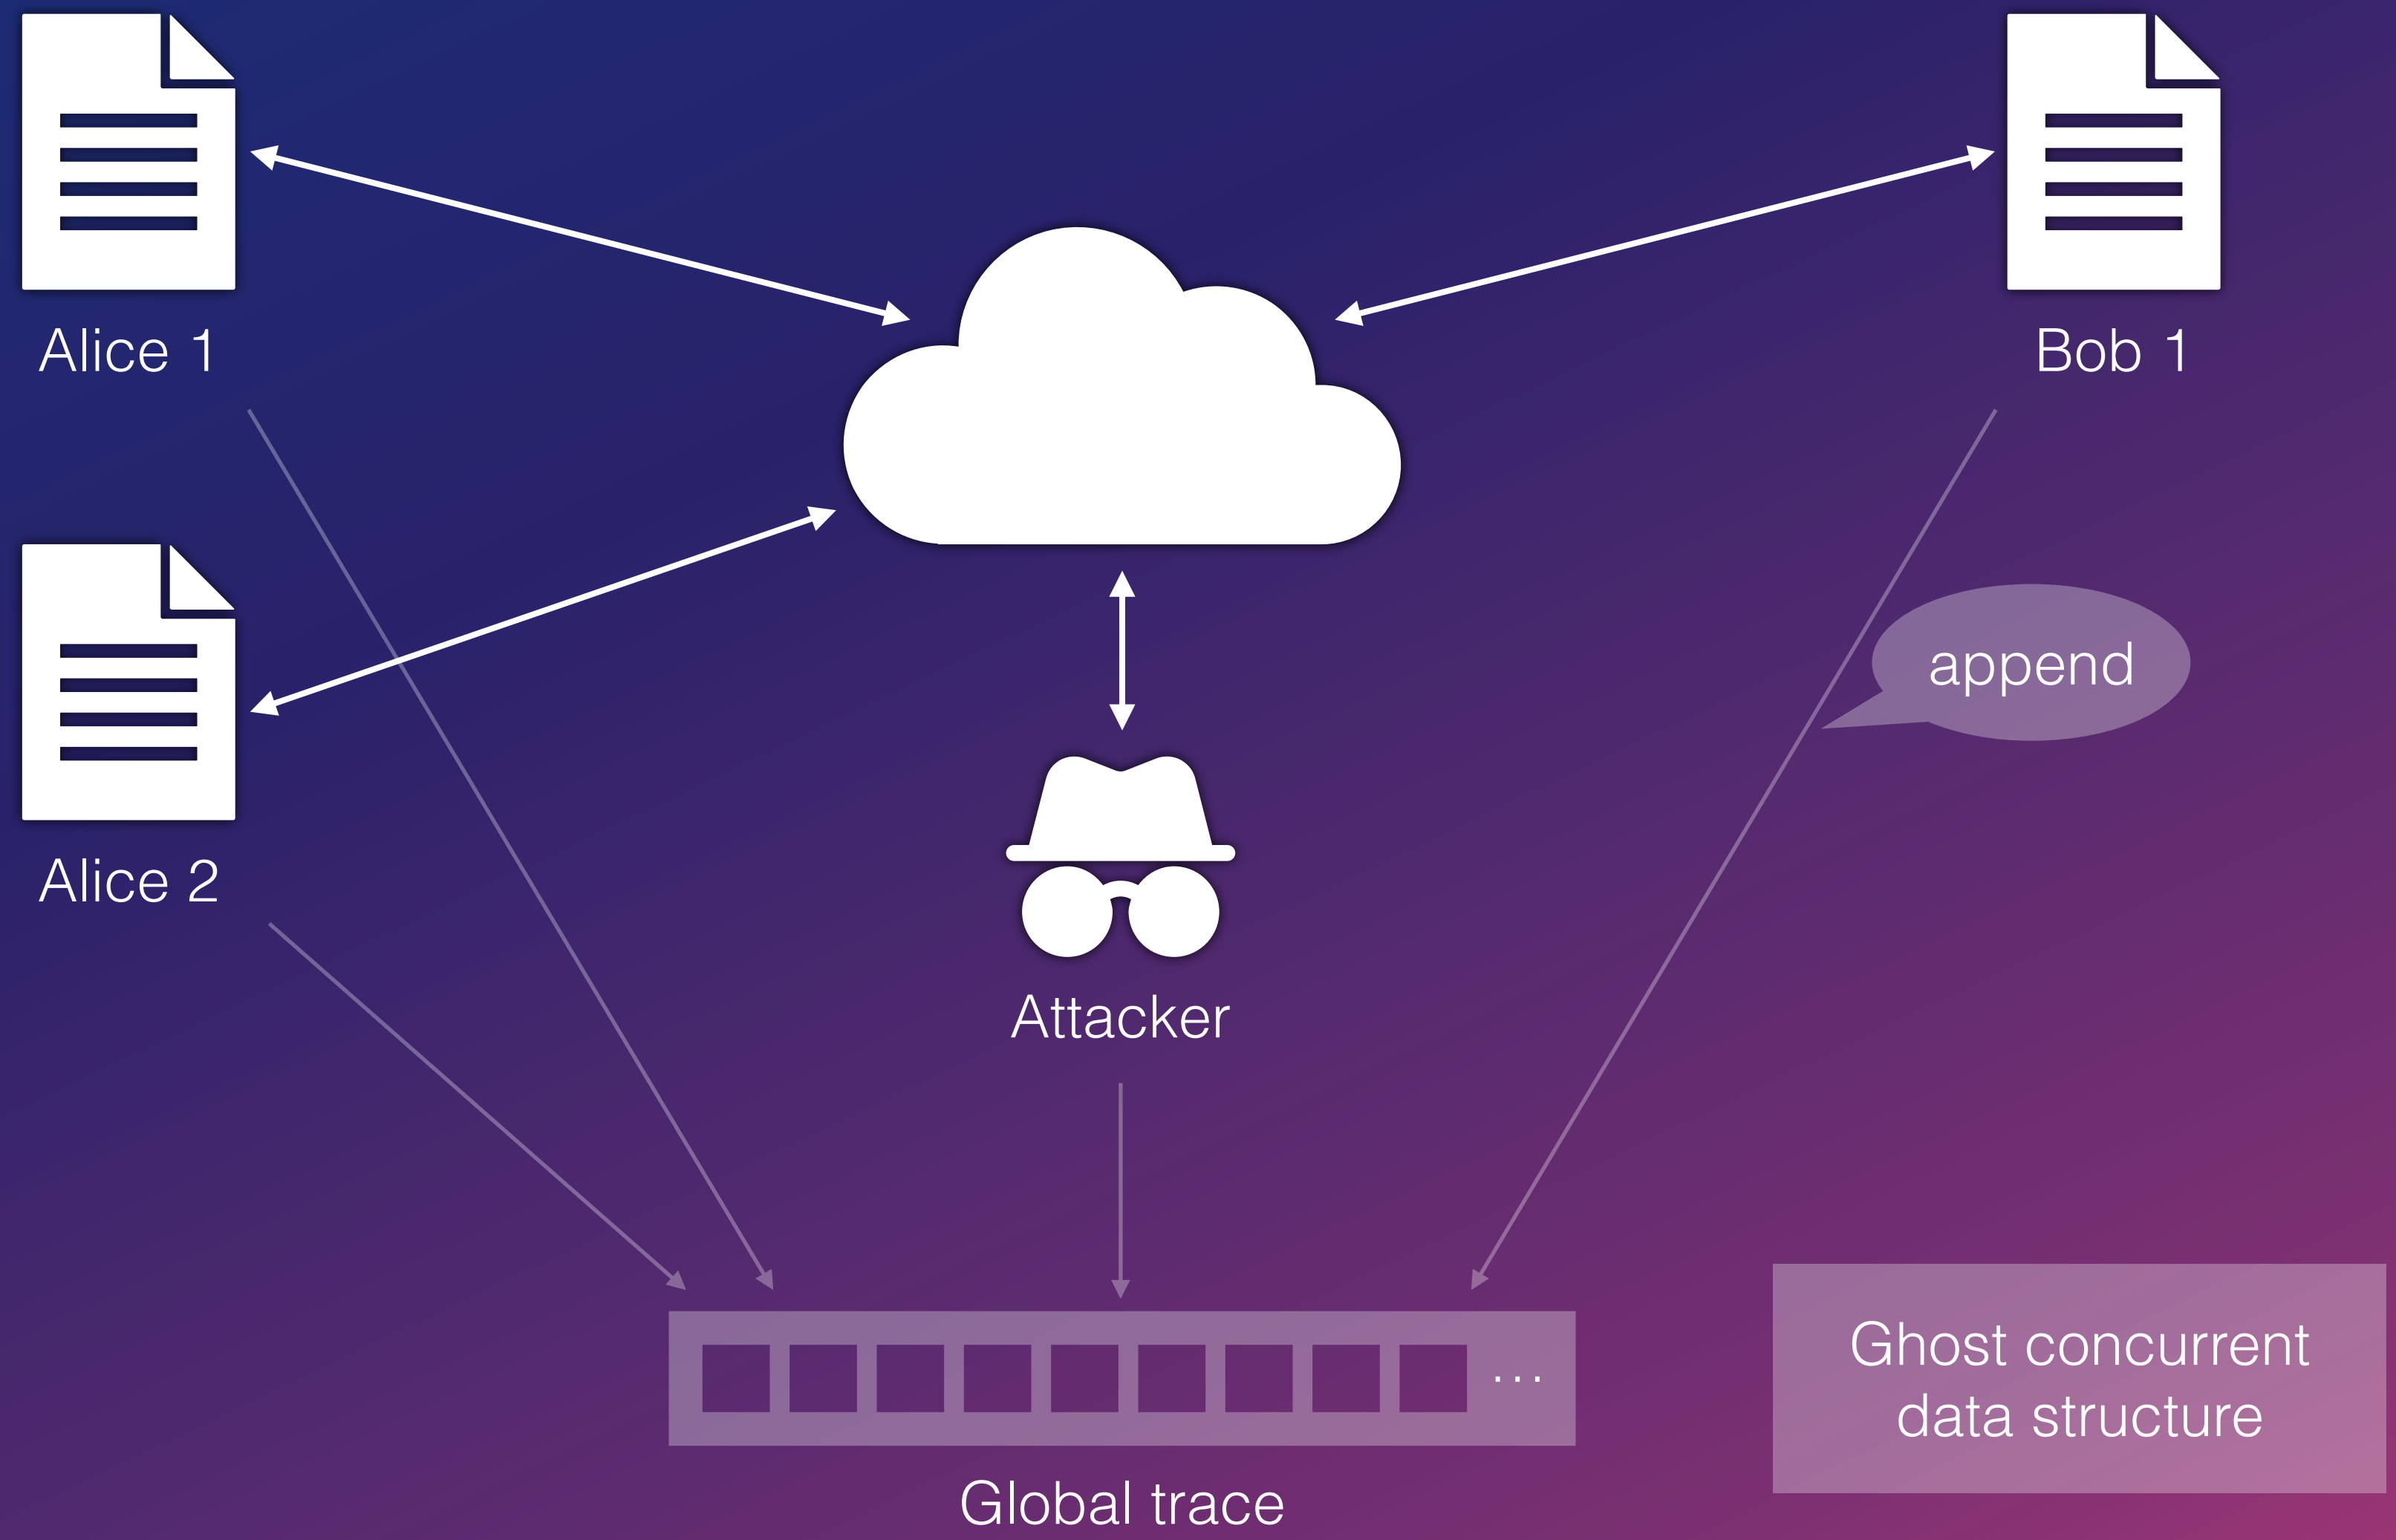 Alice 1
Bob 1
append
Alice 2
Attacker
...
Ghost concurrent
data structure
Global trace